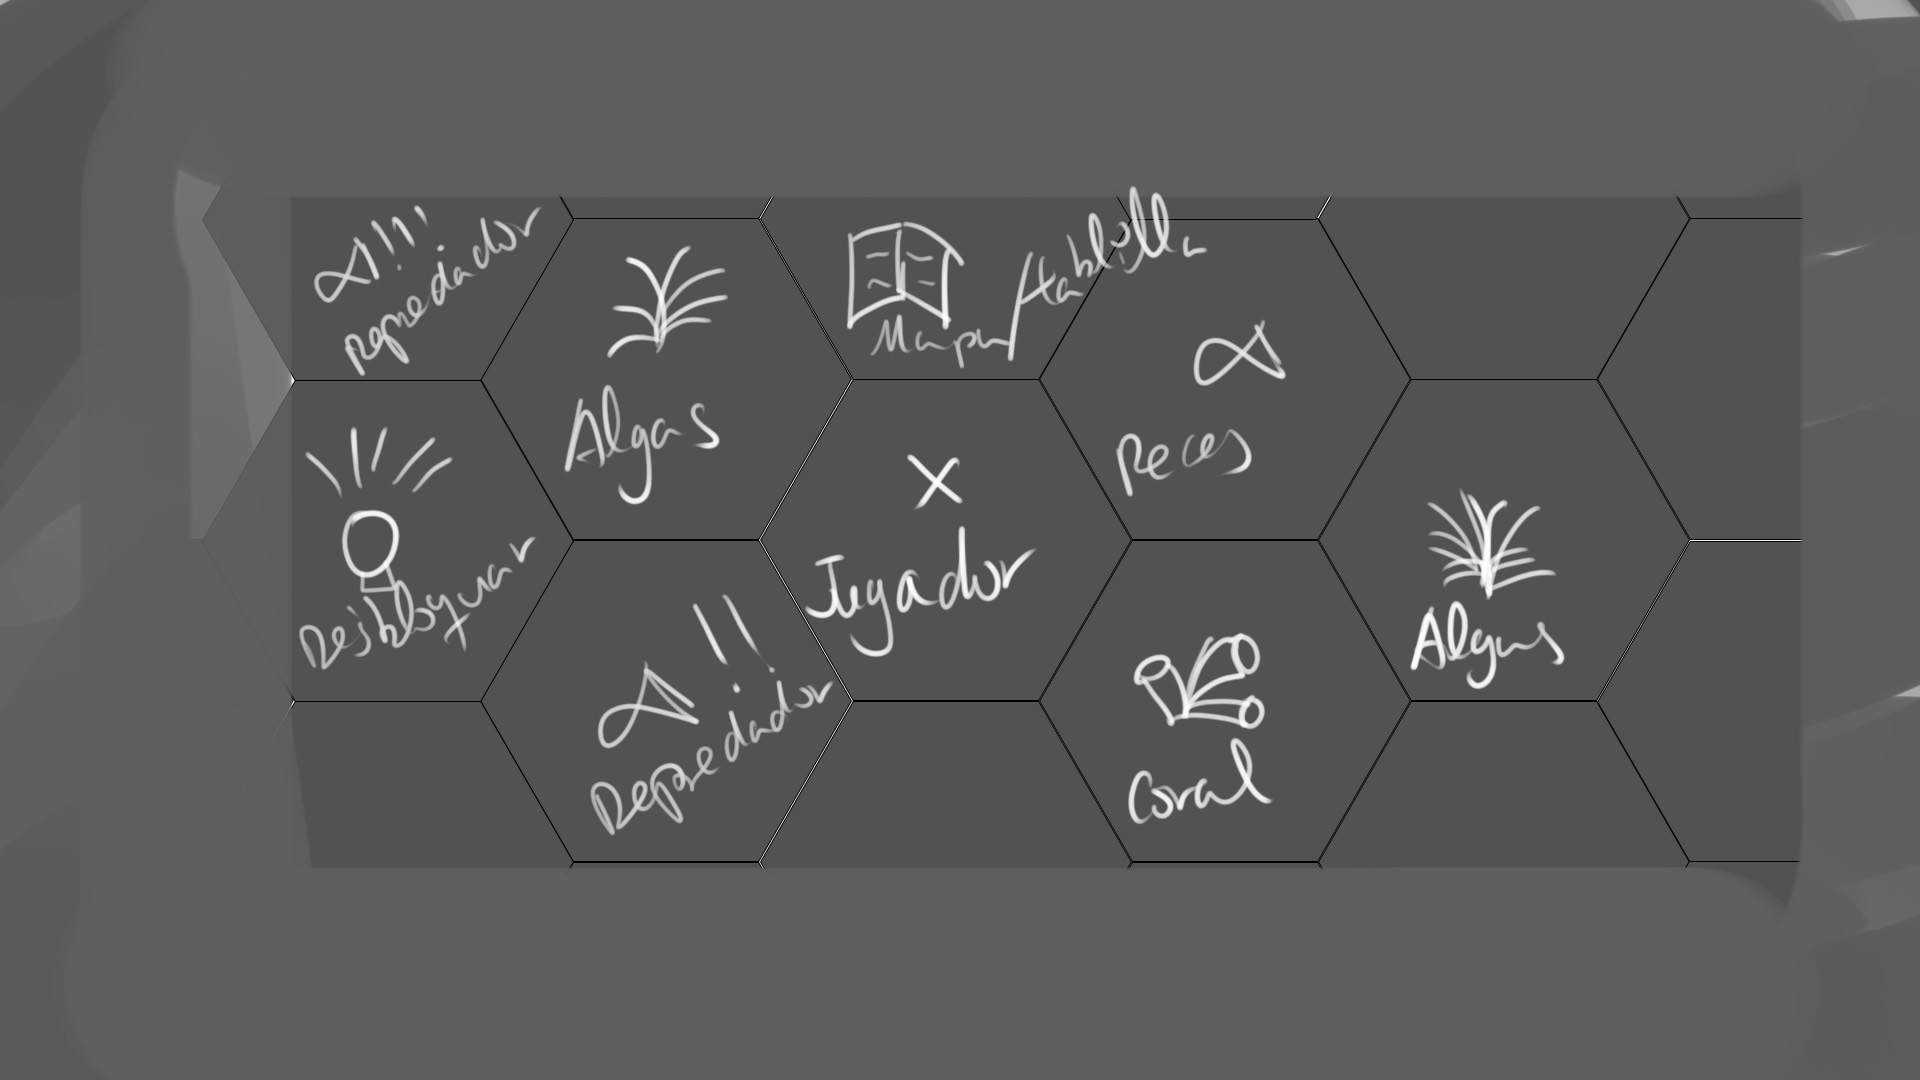 Depredador
Algas
Mapa/tablilla
Peces
Desbloquear
X
Jugador
Algas
Depredador
Coral